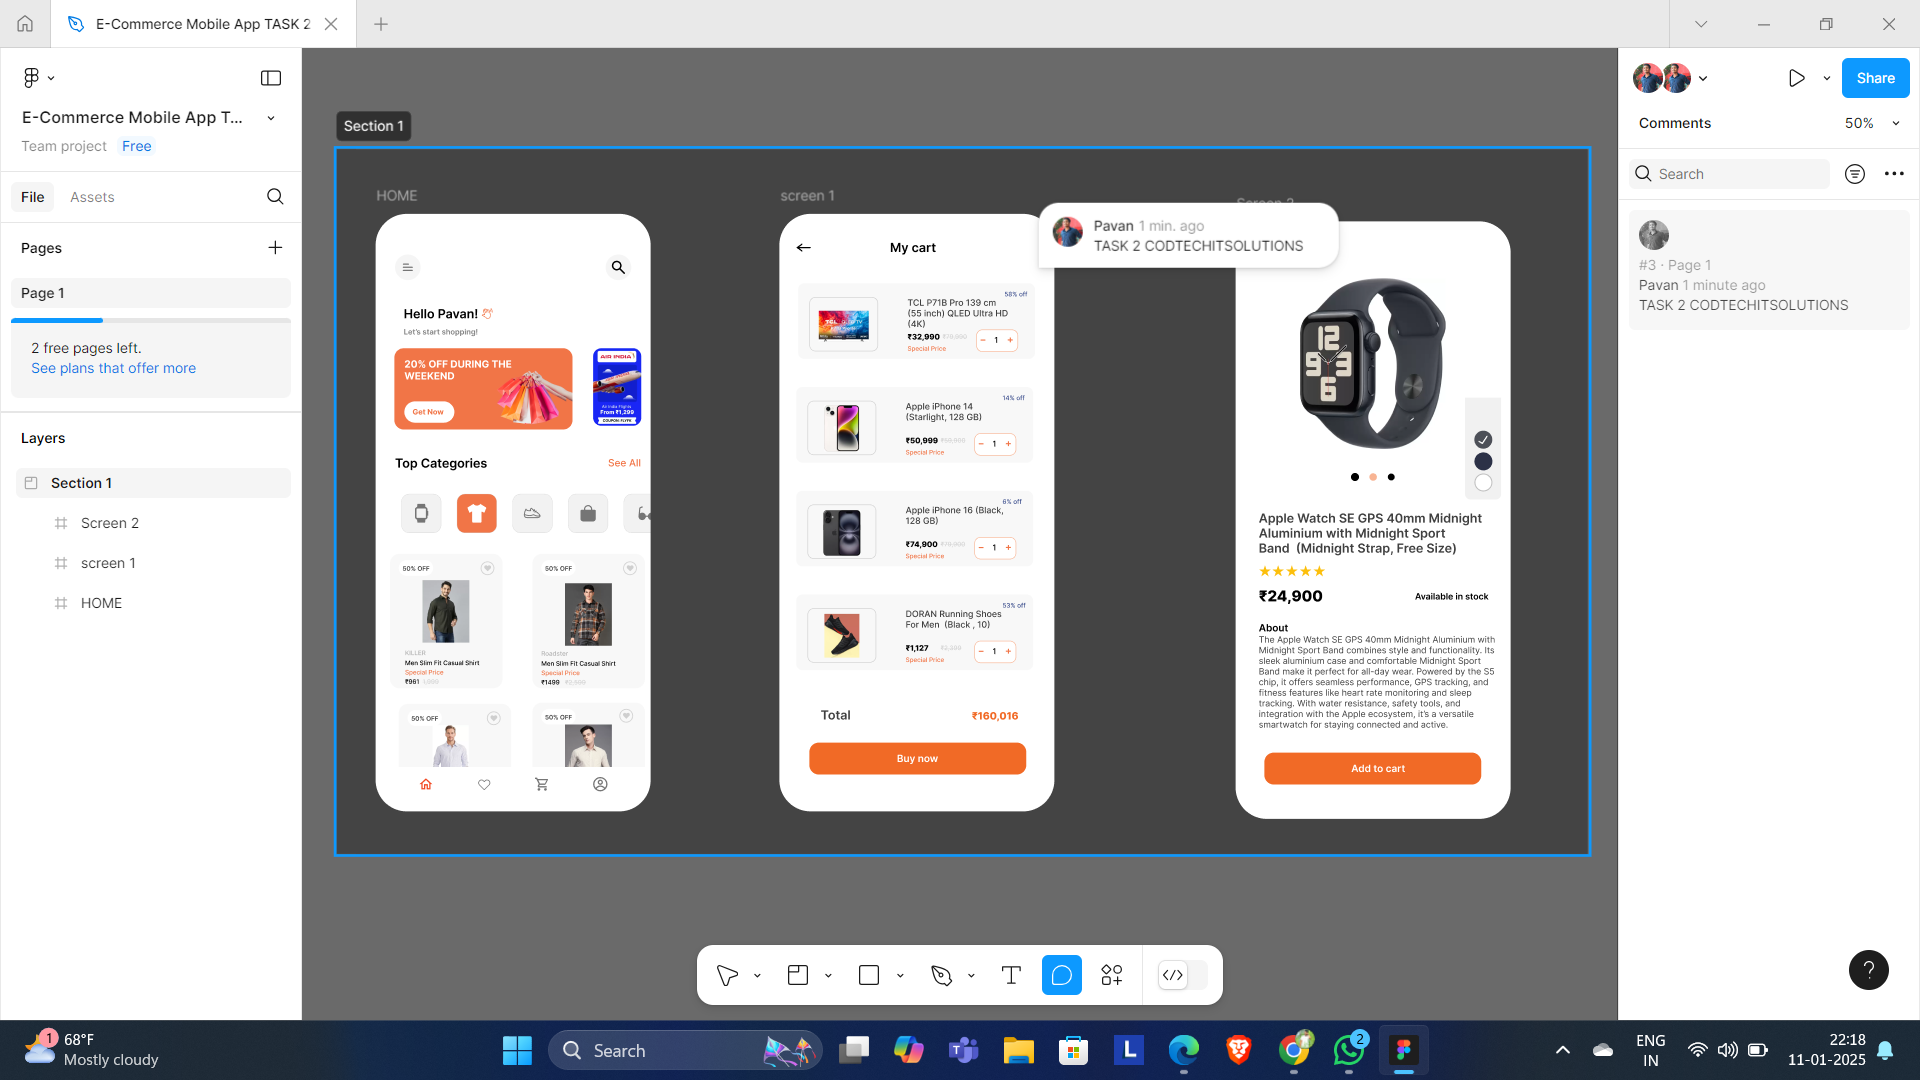 E-Commerce Mobile App TASK 2
E-Commerce Mobile App T...
Team project Free
File Assets
Pages
Page 1
2 free pages left.
See plans that offer more
Layers
Section 1
Screen 2
screen 1
HOME
Section 1
HOME
Hello Pavan!
Let's start shopping!
20% OFF DURING THE
WEEKEND
Get Now
AIR INDIA
Air India Flights
From ₹1,299
COUPON: FLYFK
Top Categories
See All
50% OFF
KILLER
Men Slim Fit Casual Shirt
Special Price
₹961
50% OFF
Roadster
Men Slim Fit Casual Shirt
Special Price
₹1499
50% OFF
50% OFF
screen 1
My cart
58% off
TCL P71B Pro 139 cm
(55 inch) QLED Ultra HD
(4K)
₹32,990 ₹79,990
Special Price
- 1 +
14% off
Apple iPhone 14
(Starlight, 128 GB)
₹50,999
Special Price
- 1 +
6% off
Apple iPhone 16 (Black,
128 GB)
₹74,900 ₹79,900
Special Price
- 1 +
53% off
DORAN Running Shoes
For Men (Black , 10)
₹1,127
Special Price
- 1 +
Total
₹160,016
Buy now
Screen 2
Pavan 1 min. ago
TASK 2 CODTECHITSOLUTIONS
Apple Watch SE GPS 40mm Midnight
Aluminium with Midnight Sport
Band (Midnight Strap, Free Size)
₹24,900
Available in stock
About
The Apple Watch SE GPS 40mm Midnight Aluminium with
Midnight Sport Band combines style and functionality. Its
sleek aluminium case and comfortable Midnight Sport
Band make it perfect for all-day wear. Powered by the S5
chip, it offers seamless performance, GPS tracking, and
fitness features like heart rate monitoring and sleep
tracking. With water resistance, safety tools, and
integration with the Apple ecosystem, it's a versatile
smartwatch for staying connected and active.
Add to cart
Share
Comments
50%
Search
#3 · Page 1
Pavan 1 minute ago
TASK 2 CODTECHITSOLUTIONS
?
1
68°F
Mostly cloudy
Search
L
2
ENG
IN
22:18
11-01-2025